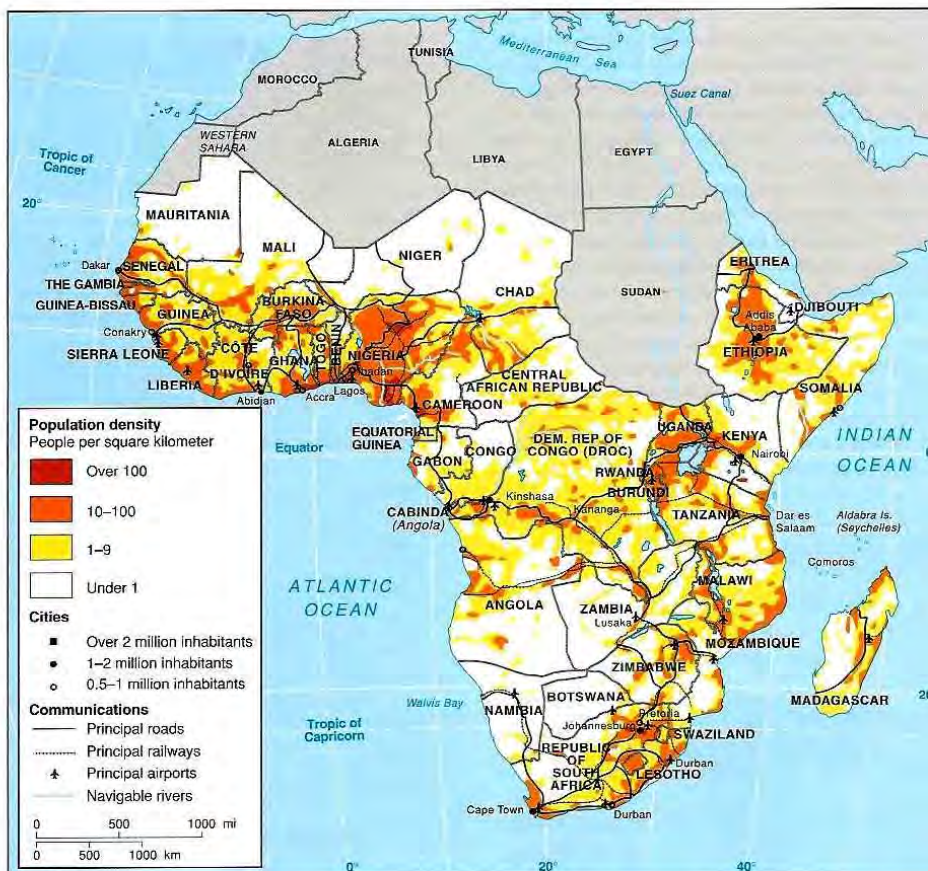 TUNISIA
Mediterranean Sea
MOROCCO
Suez Canal
WESTERN
SAHARA
ALGERIA
LIBYA
EGYPT
Tropic of
Cancer
20°
MAURITANIA
MALI
NIGER
CHAD
SUDAN
ERITREA
Dakar
SENEGAL
THE GAMBIA
GUINEA-BISSAU
GUINEA
BURKINA
FASO
DJIBOUTI
Addis
Ababa
ETHIOPIA
Conakry
SIERRA LEONE
CÔTE
D'IVOIRE
GHANA
TOGO
BENIN
NIGERIA
Ibadan
LIBERIA
Abidjan
Accra
Lagos
CENTRAL
AFRICAN REPUBLIC
CAMEROON
SOMALIA
EQUATORIAL
GUINEA
Equator
GABON
CONGO
DEM. REP OF
CONGO (DROC)
UGANDA
KENYA
Nairobi
INDIAN
OCEAN
RWANDA
BURUNDI
Kinshasa
Kananga
CABINDA
(Angola)
TANZANIA
Dar es
Salaam
Aldabra Is.
(Seychelles)
Comoros
ATLANTIC
OCEAN
ANGOLA
ZAMBIA
Lusaka
MALAWI
MOZAMBIQUE
ZIMBABWE
MADAGASCAR
BOTSWANA
NAMIBIA
Walvis Bay
20
Tropic of
Capricorn
Pretoria
Johannesburg
SWAZILAND
REPUBLIC
OF
SOUTH
AFRICA
LESOTHO
Durban
Cape Town
Durban
0°
20°
40°
Population density
People per square kilometer
Over 100
10–100
1–9
Under 1
Cities
Over 2 million inhabitants
1–2 million inhabitants
0.5–1 million inhabitants
Communications
Principal roads
Principal railways
Principal airports
Navigable rivers
0 500 1000 mi
0 500 1000 km